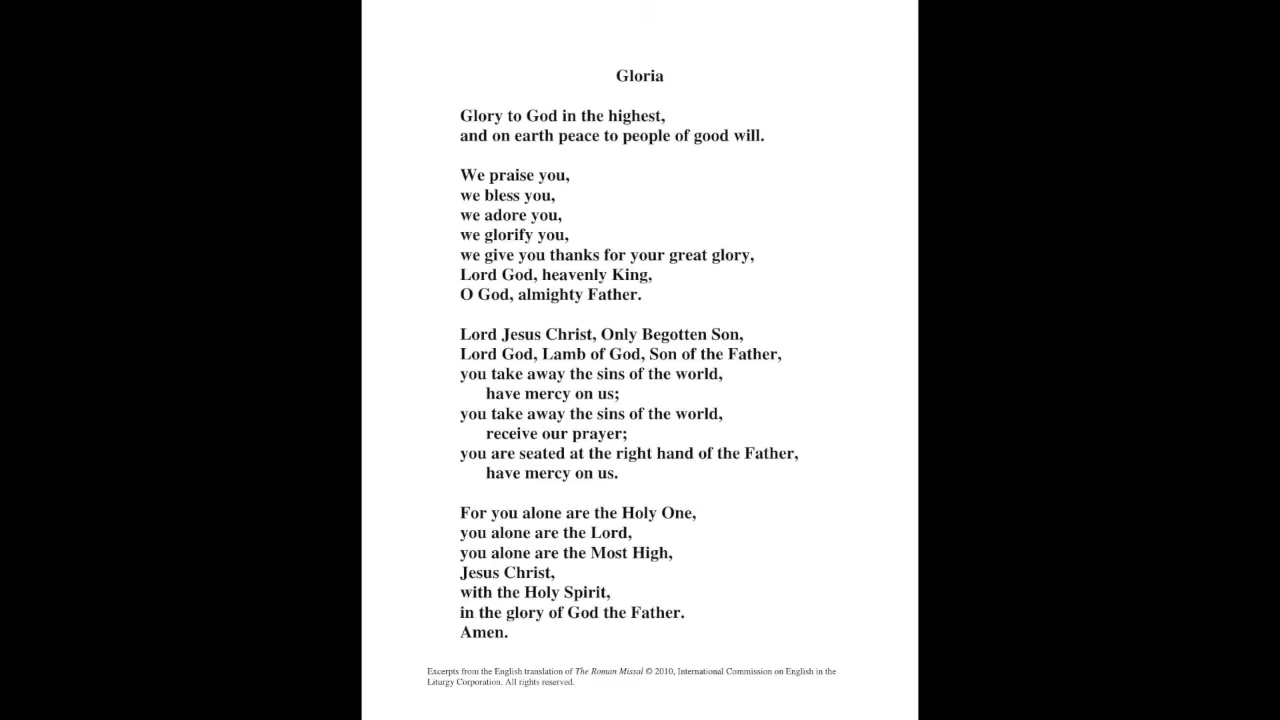 Gloria
Glory to God in the highest,
and on earth peace to people of good will.
We praise you,
we bless you,
we adore you,
we glorify you,
we give you thanks for your great glory,
Lord God, heavenly King,
O God, almighty Father.
Lord Jesus Christ, Only Begotten Son,
Lord God, Lamb of God, Son of the Father,
you take away the sins of the world,
have mercy on us;
you take away the sins of the world,
receive our prayer;
you are seated at the right hand of the Father,
have mercy on us.
For you alone are the Holy One,
you alone are the Lord,
you alone are the Most High,
Jesus Christ,
with the Holy Spirit,
in the glory of God the Father.
Amen.
Excerpts from the English translation of The Roman Missal © 2010, International Commission on English in the
Liturgy Corporation. All rights reserved.